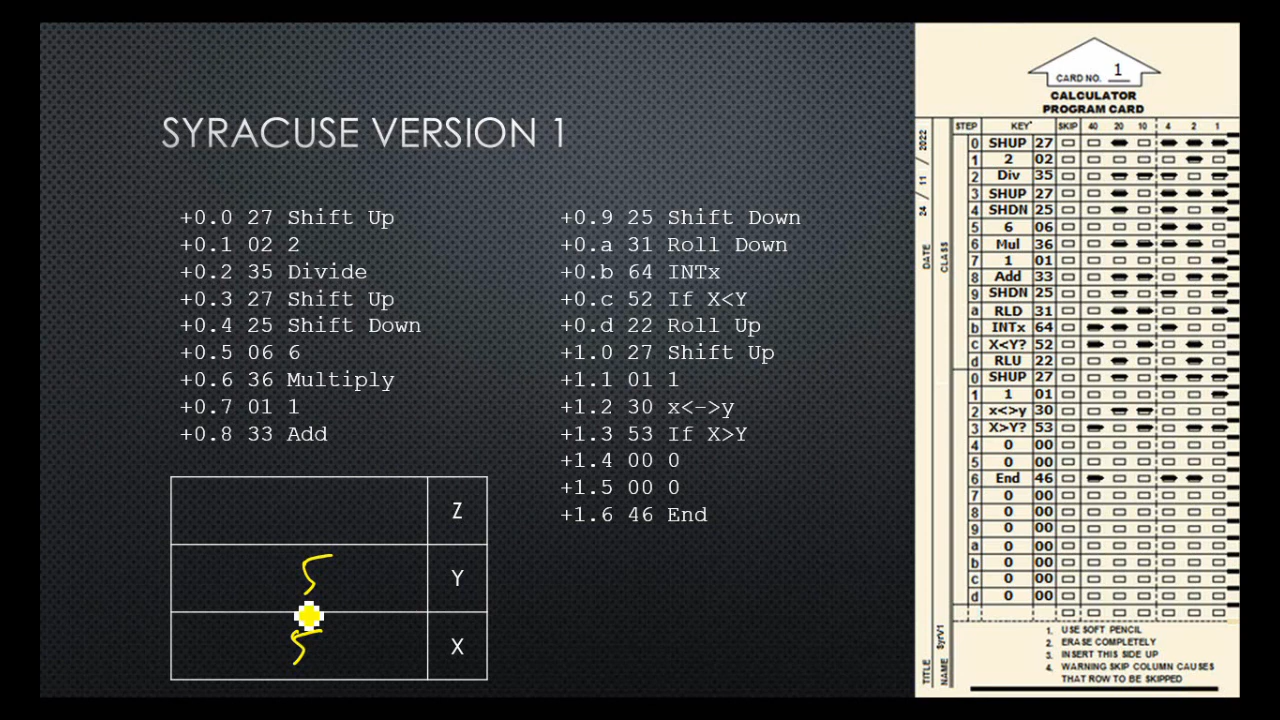 SYRACUSE VERSION 1
+0.0 27 Shift Up
+0.1 02 2
+0.2 35 Divide
+0.3 27 Shift Up
+0.4 25 Shift Down
+0.5 06 6
+0.6 36 Multiply
+0.7 01 1
+0.8 33 Add
+0.9 25 Shift Down
+0.a 31 Roll Down
+0.b 64 INTx
+0.c 52 If X<Y
+0.d 22 Roll Up
+1.0 27 Shift Up
+1.1 01 1
+1.2 30 x<->y
+1.3 53 If X>Y
+1.4 00 0
+1.5 00 0
+1.6 46 End
Z
5 Y
5 X
CARD NO. 1
CALCULATOR
PROGRAM CARD
STEP KEY SKIP 40 20 10 4 2 1
0 SHUP 27
1 2 02
2 Div 35
3 SHUP 27
4 SHDN 25
5 6 06
6 Mul 36
7 1 01
8 Add 33
9 SHDN 25
a RLD 31
b INTx 64
c X<Y? 52
d RLU 22
0 SHUP 27
1 1 01
2 x<>y 30
3 X>Y? 53
4 0 00
5 0 00
6 End 46
7 0 00
8 0 00
9 0 00
a 0 00
b 0 00
c 0 00
d 0 00
1. USE SOFT PENCIL
2. ERASE COMPLETELY
3. INSERT THIS SIDE UP
4. WARNING SKIP COLUMN CAUSES
THAT ROW TO BE SKIPPED
DATE 24 / 11 / 2022
CLASS
TITLE
NAME SyrV1